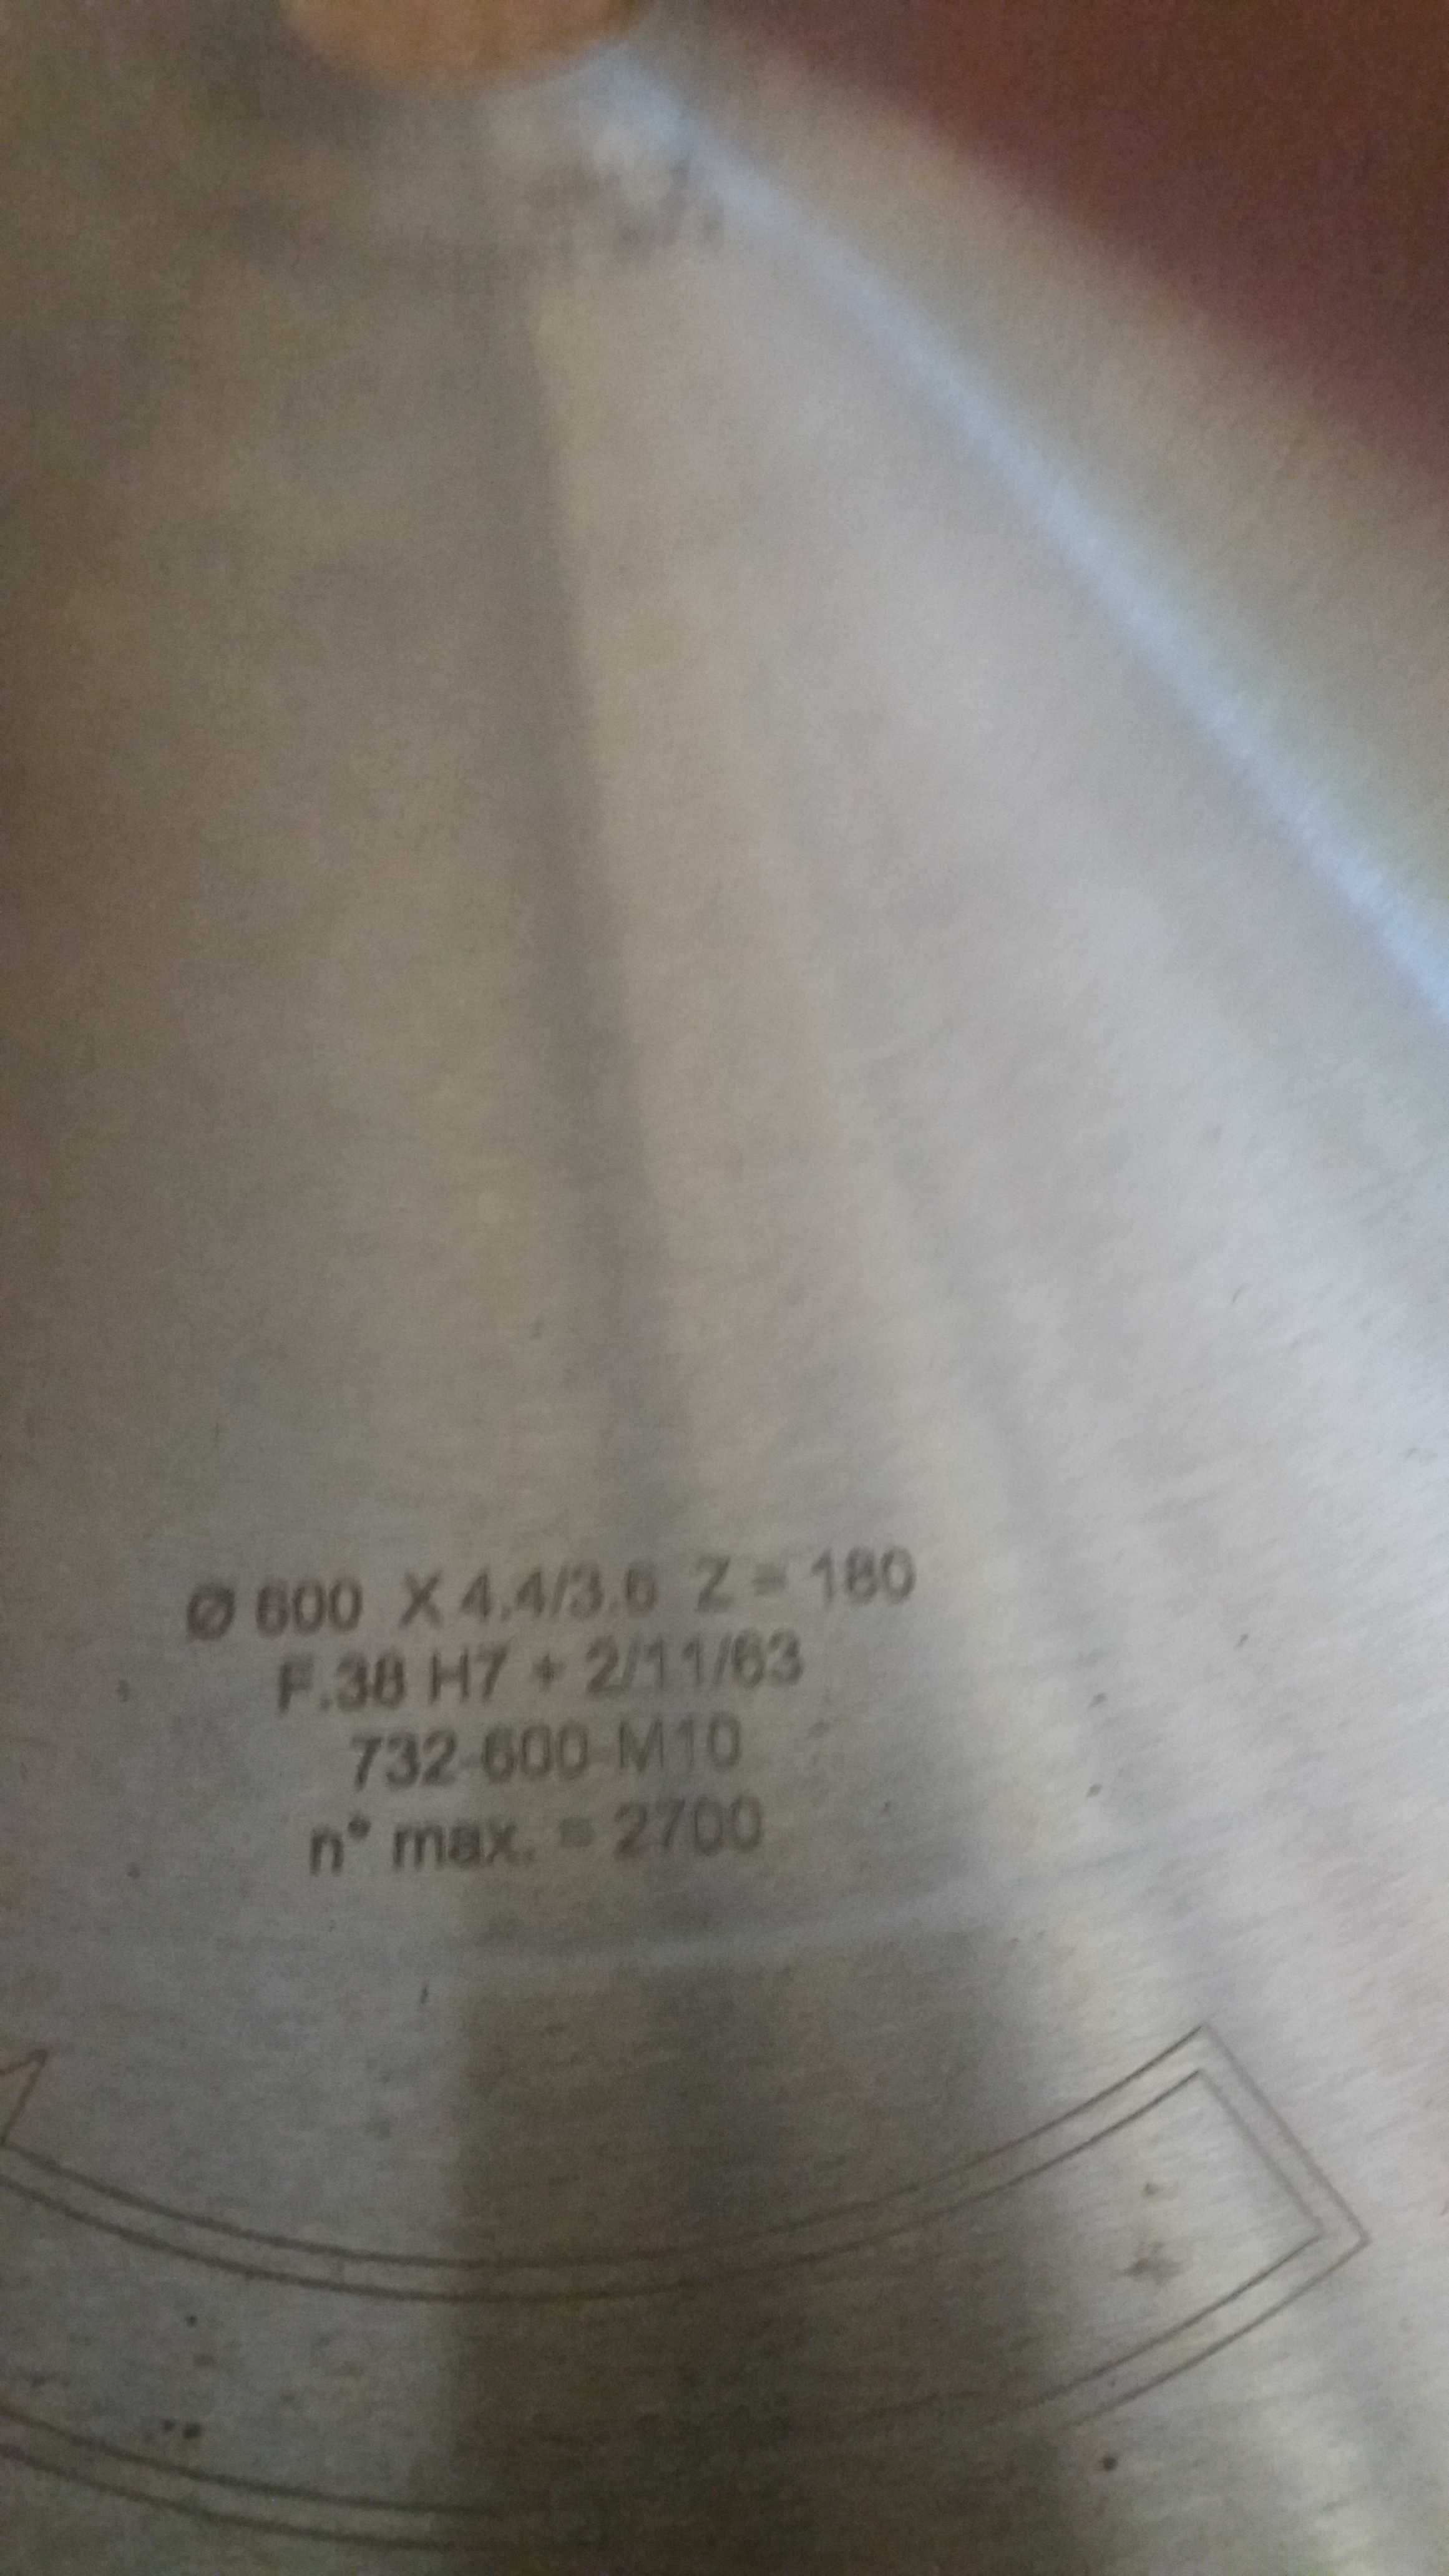 Ø 600 X 4.4/3.6 Z = 180
F.38 H7 + 2/11/63
732-600-M10
n° max. = 2700